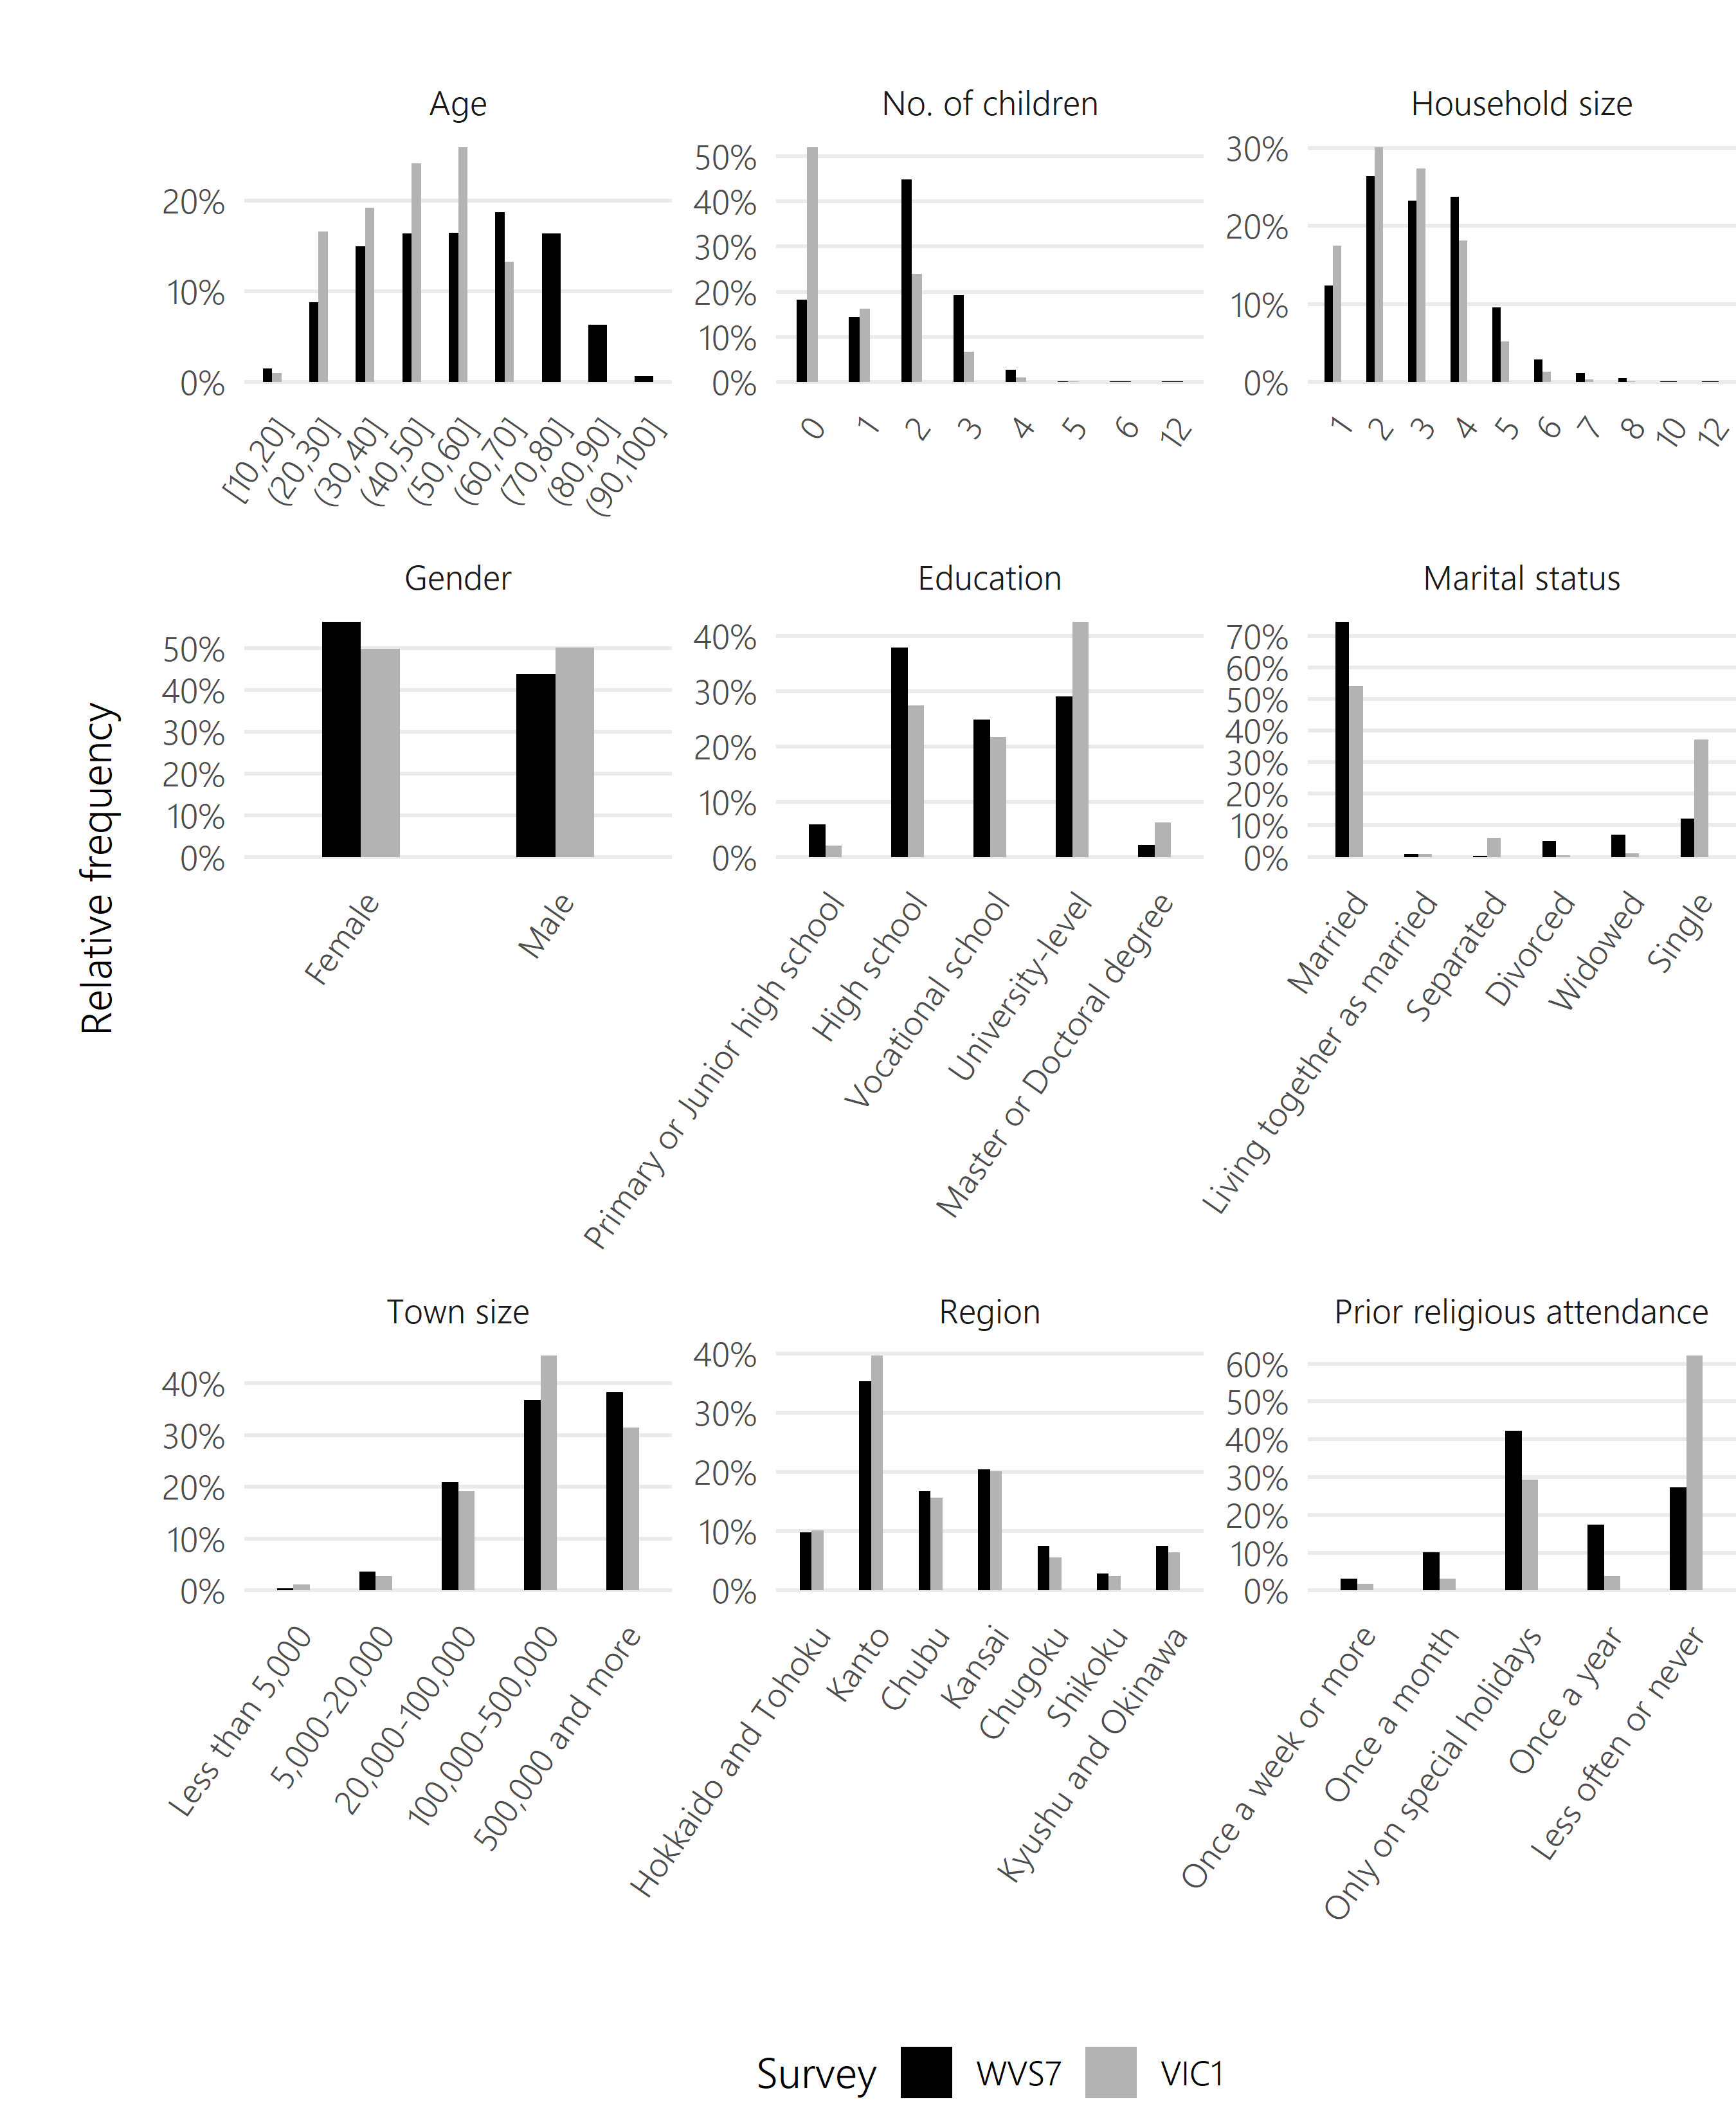 Age
20%
10%
0%
[10,20]
(20,30]
(30,40]
(40,50]
(50,60]
(60,70]
(70,80]
(80,90]
(90,100]
No. of children
50%
40%
30%
20%
10%
0%
0
1
2
3
4
5
6
12
Household size
30%
20%
10%
0%
1
2
3
4
5
6
7
8
10
12
Relative frequency
Gender
50%
40%
30%
20%
10%
0%
Female
Male
Education
40%
30%
20%
10%
0%
Primary or Junior high school
High school
Vocational school
University-level
Master or Doctoral degree
Marital status
70%
60%
50%
40%
30%
20%
10%
0%
Married
Living together as married
Separated
Divorced
Widowed
Single
Town size
40%
30%
20%
10%
0%
Less than 5,000
5,000-20,000
20,000-100,000
100,000-500,000
500,000 and more
Region
40%
30%
20%
10%
0%
Hokkaido and Tohoku
Kanto
Chubu
Kansai
Chugoku
Shikoku
Kyushu and Okinawa
Prior religious attendance
60%
50%
40%
30%
20%
10%
0%
Once a week or more
Once a month
Only on special holidays
Once a year
Less often or never
Survey WVS7 VIC1